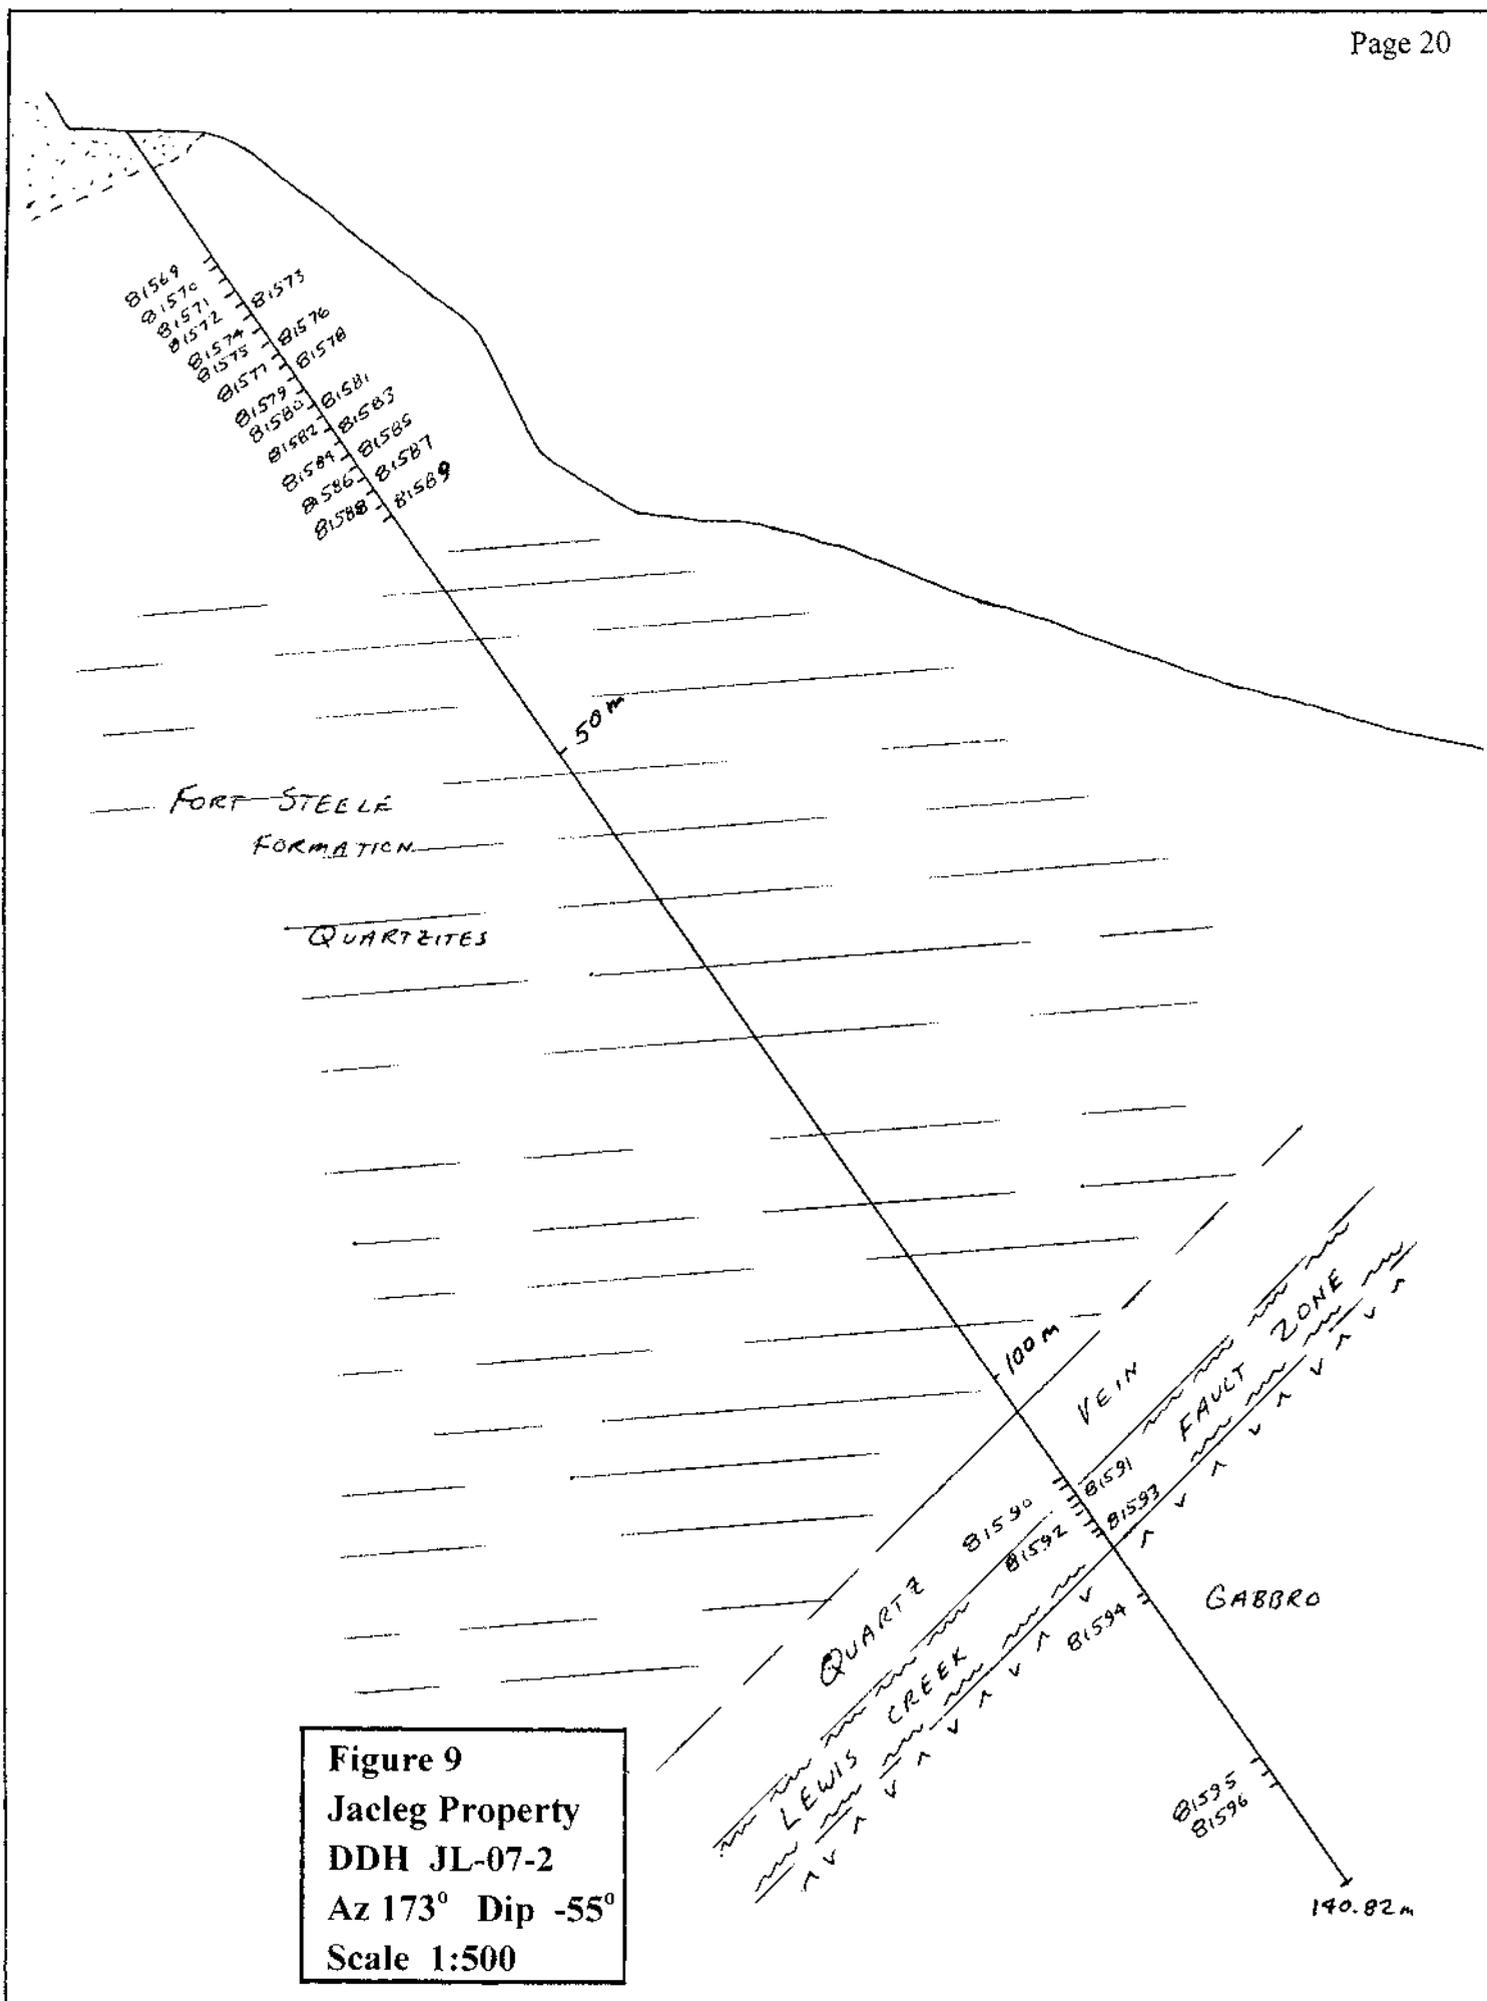 Page 20
81569
81570
81571
81572
81573
81574
81575
81576
81577
81578
81579
81580
81581
81582
81583
81584
81585
81586
81587
81588
81589
50 m
FORT STEELE
FORMATION
QUARTZITES
100 m
QUARTZ VEIN
81590
81591
81592
81593
LEWIS CREEK FAULT ZONE
81594
GABBRO
81595
81596
140.82 m
Figure 9
Jacleg Property
DDH JL-07-2
Az 173° Dip -55°
Scale 1:500